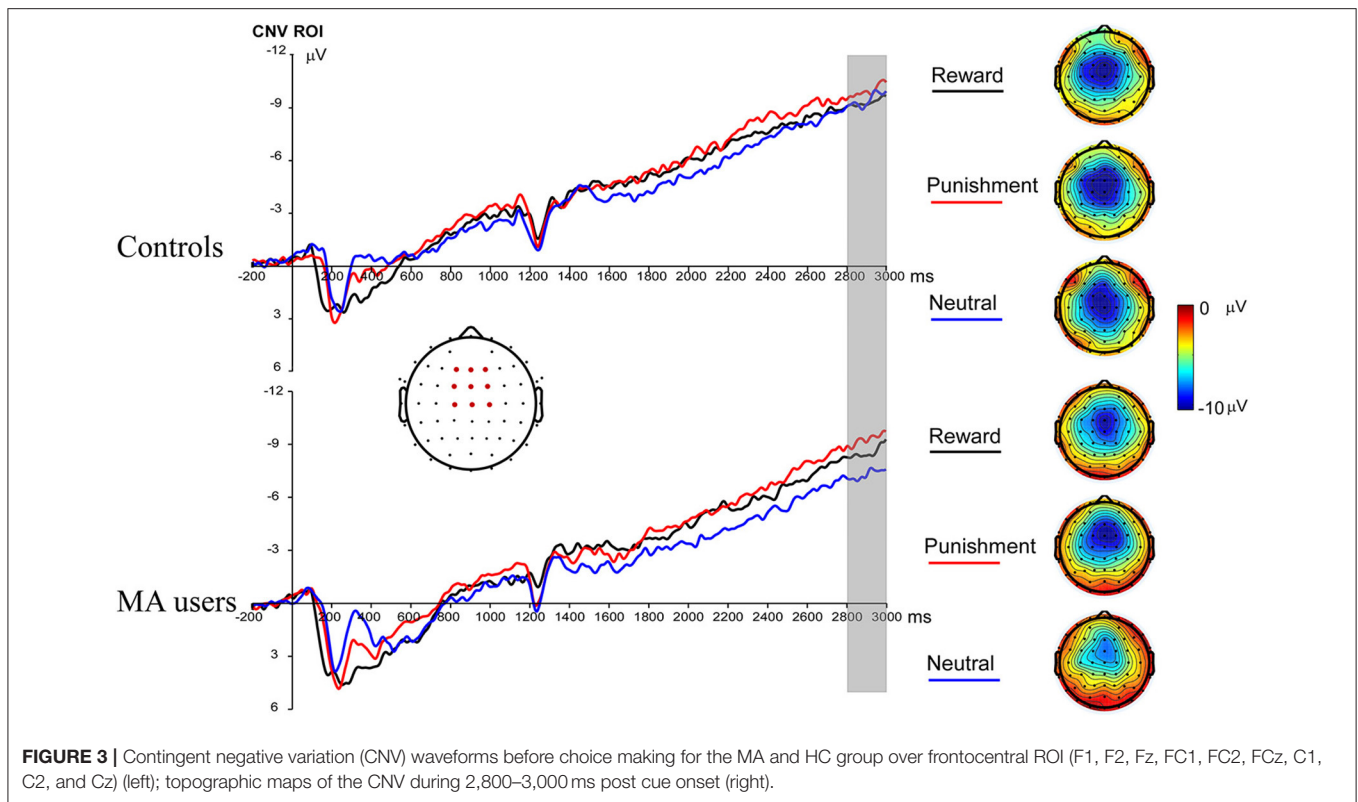 CNV ROI
-12
μV
-9
-6
-3
3
6
-200
200
400
600
800
1000
1200
1400
1600
1800
2000
2200
2400
2600
2800
3000 ms
Controls
-12
-9
-6
-3
3
6
-200
200
400
600
800
1000
1200
1400
1600
1800
2000
2200
2400
2600
2800
3000 ms
MA users
Reward
Punishment
Neutral
0 μV
-10 μV
Reward
Punishment
Neutral
FIGURE 3 | Contingent negative variation (CNV) waveforms before choice making for the MA and HC group over frontocentral ROI (F1, F2, Fz, FC1, FC2, FCz, C1,
C2, and Cz) (left); topographic maps of the CNV during 2,800–3,000 ms post cue onset (right).